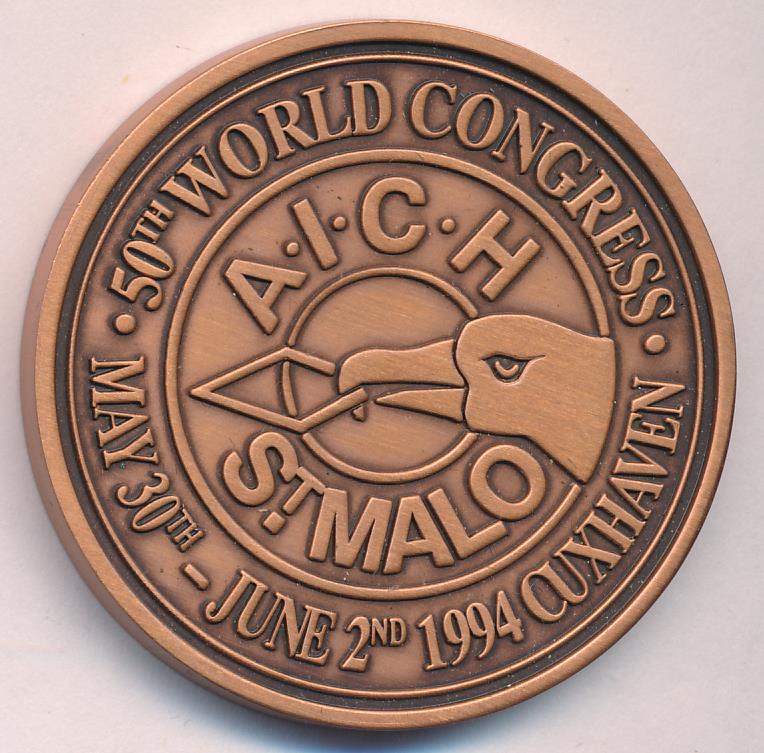 · 50TH WORLD CONGRESS ·
MAY 30TH – JUNE 2ND 1994 CUXHAVEN
A·I·C·H
ST. MALO